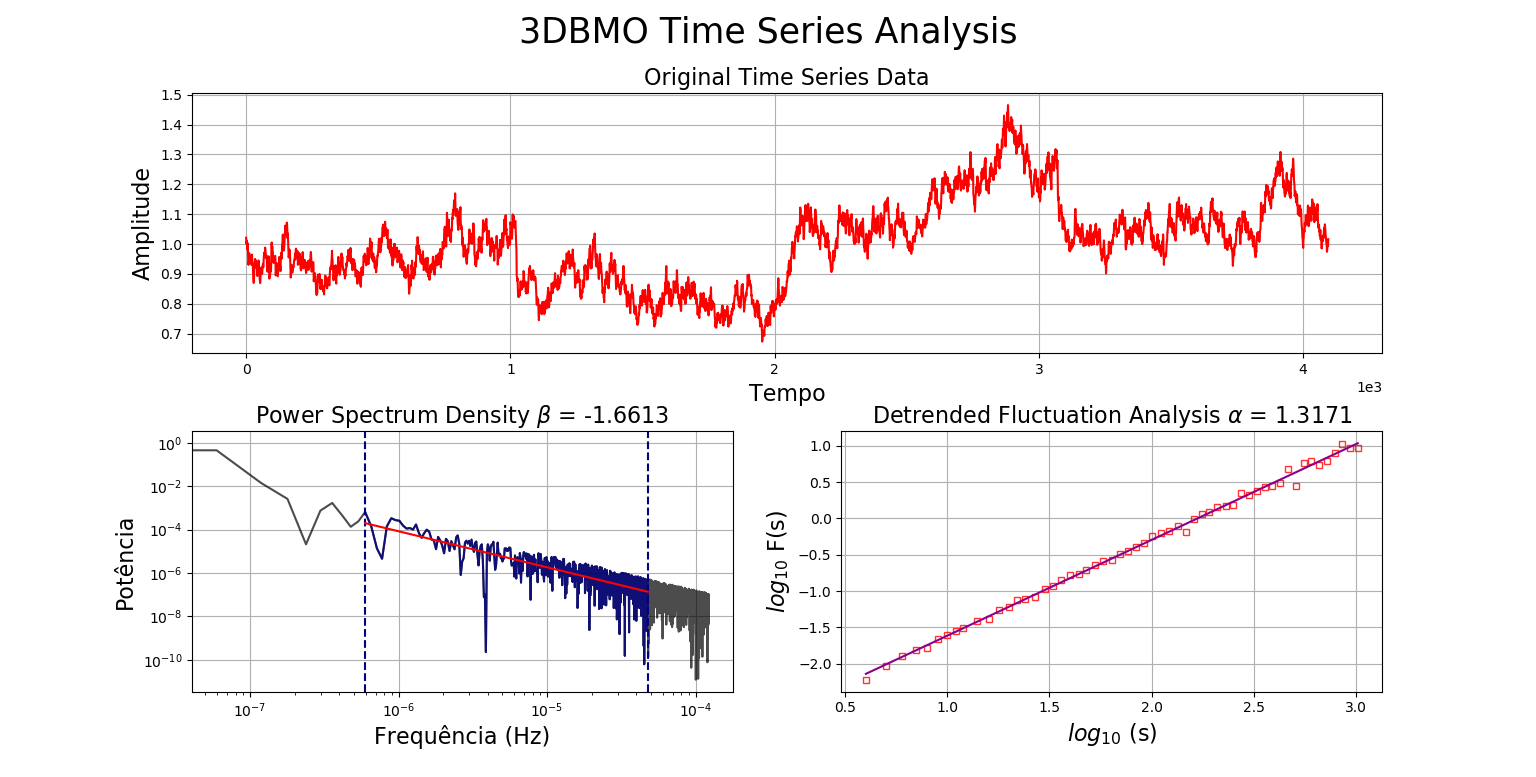 3DBMO Time Series Analysis
Original Time Series Data
Amplitude
1.5
1.4
1.3
1.2
1.1
1.0
0.9
0.8
0.7
0 1 2 3 4
1e3
Tempo
Power Spectrum Density β = -1.6613
Potência
10⁰
10⁻²
10⁻⁴
10⁻⁶
10⁻⁸
10⁻¹⁰
10⁻⁷ 10⁻⁶ 10⁻⁵ 10⁻⁴
Frequência (Hz)
Detrended Fluctuation Analysis α = 1.3171
log₁₀ F(s)
1.0
0.5
0.0
−0.5
−1.0
−1.5
−2.0
0.5 1.0 1.5 2.0 2.5 3.0
log₁₀ (s)